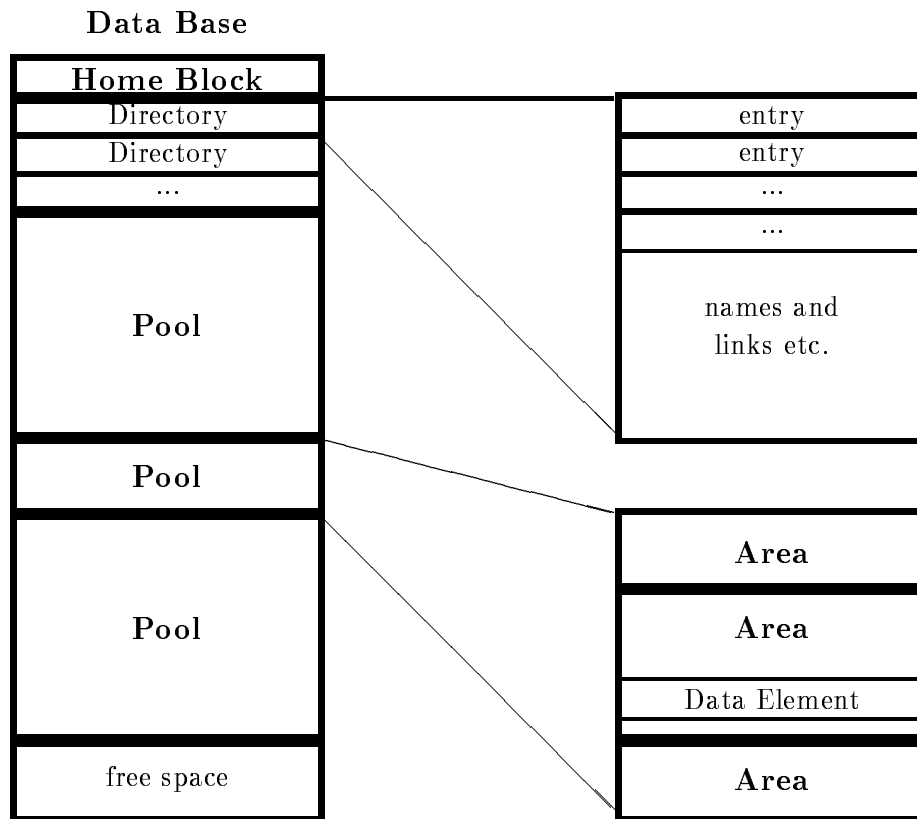 Data Base
Home Block
Directory
Directory
...
Pool
Pool
Pool
free space
entry
entry
...
...
names and
links etc.
Area
Area
Data Element
Area